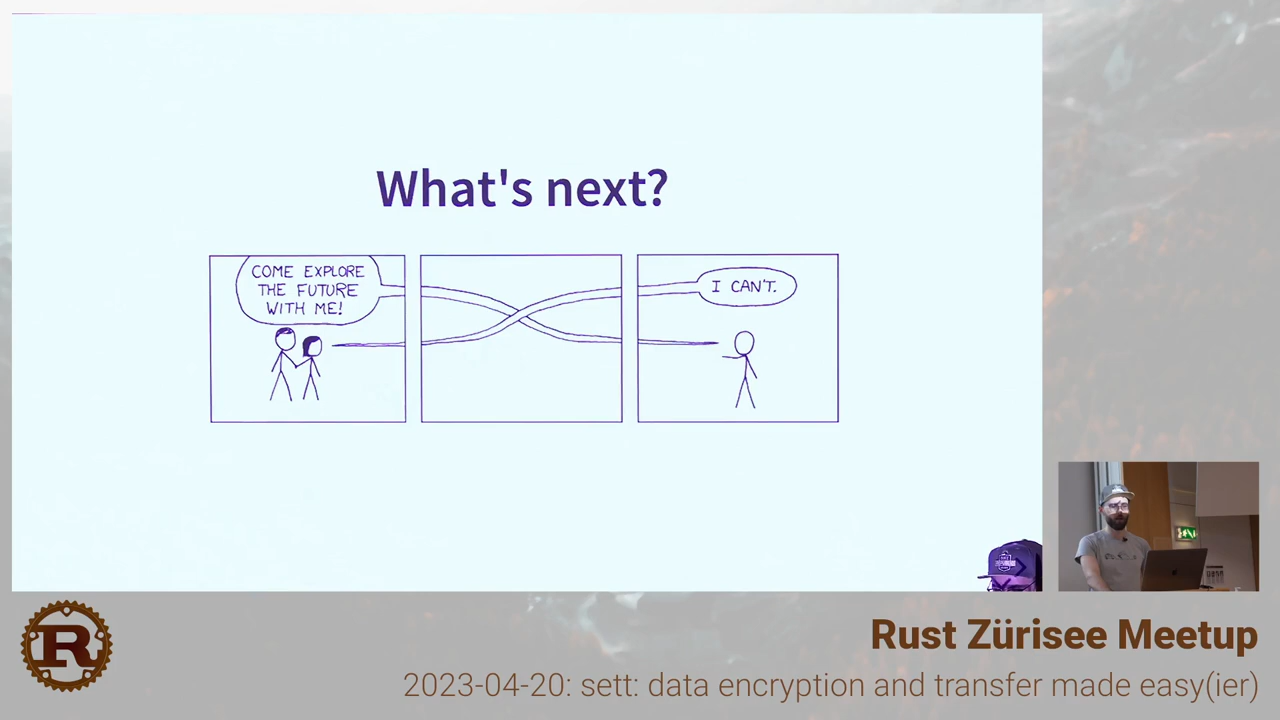 What's next?
COME EXPLORE
THE FUTURE
WITH ME!
I CAN'T.
R
Rust Zürisee Meetup
2023-04-20: sett: data encryption and transfer made easy(ier)